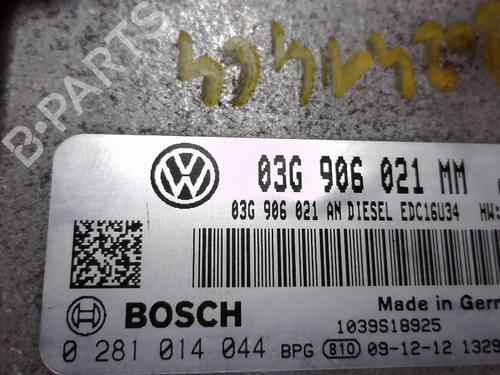 B-PARTS
03G 906 021 MM
03G 906 021 AN DIESEL EDC16U34 HW:
BOSCH
Made in Germ
1039S18925
0 281 014 044 BPG 810 09-12-12 1329